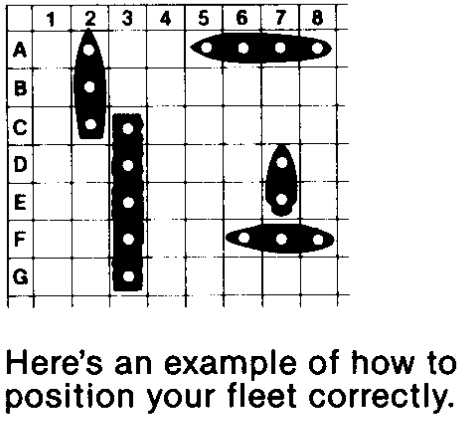 1 2 3 4 5 6 7 8
A
B
C
D
E
F
G
Here's an example of how to
position your fleet correctly.